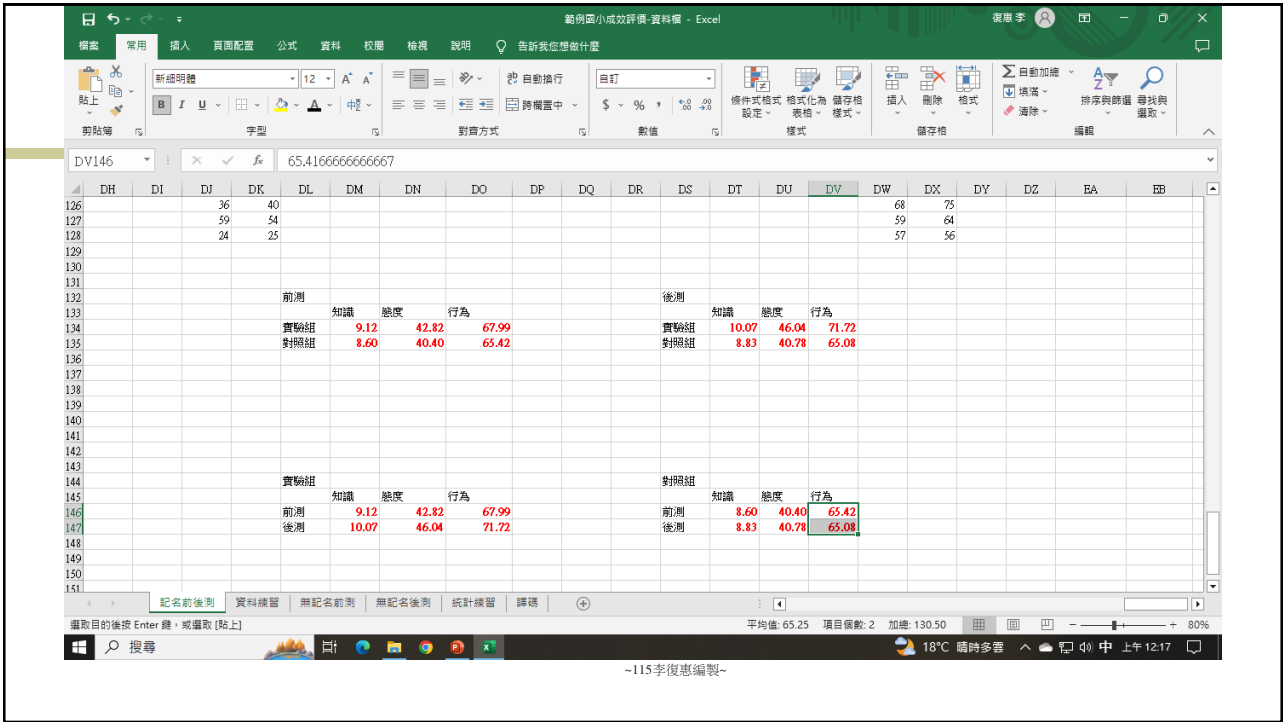 範例國小成效評價-資料檔 - Excel
復惠 李
檔案 常用 插入 頁面配置 公式 資料 校閱 檢視 說明 告訴我您想做什麼
貼上
剪貼簿
新細明體 12
B I U
字型
自動換行
跨欄置中
對齊方式
自訂
$ % ,
數值
條件式格式設定 格式化為表格 儲存格樣式
樣式
插入 刪除 格式
儲存格
自動加總
填滿
清除
排序與篩選 尋找與選取
編輯
DV146 fx 65.4166666666667
DH DI DJ DK DL DM DN DO DP DQ DR DS DT DU DV DW DX DY DZ EA EB
126 36 40 68 75
127 59 54 59 64
128 24 25 57 56
129
130
131
132 前測 後測
133 知識 態度 行為 知識 態度 行為
134 實驗組 9.12 42.82 67.99 實驗組 10.07 46.04 71.72
135 對照組 8.60 40.40 65.42 對照組 8.83 40.78 65.08
136
137
138
139
140
141
142
143
144 實驗組 對照組
145 知識 態度 行為 知識 態度 行為
146 前測 9.12 42.82 67.99 前測 8.60 40.40 65.42
147 後測 10.07 46.04 71.72 後測 8.83 40.78 65.08
148
149
150
151
記名前後測 資料練習 無記名前測 無記名後測 統計練習 譯碼
選取目的後按 Enter 鍵，或選取 [貼上] 平均值: 65.25 項目個數: 2 加總: 130.50 80%
搜尋 18°C 晴時多雲 中 上午 12:17
~115李復惠編製~